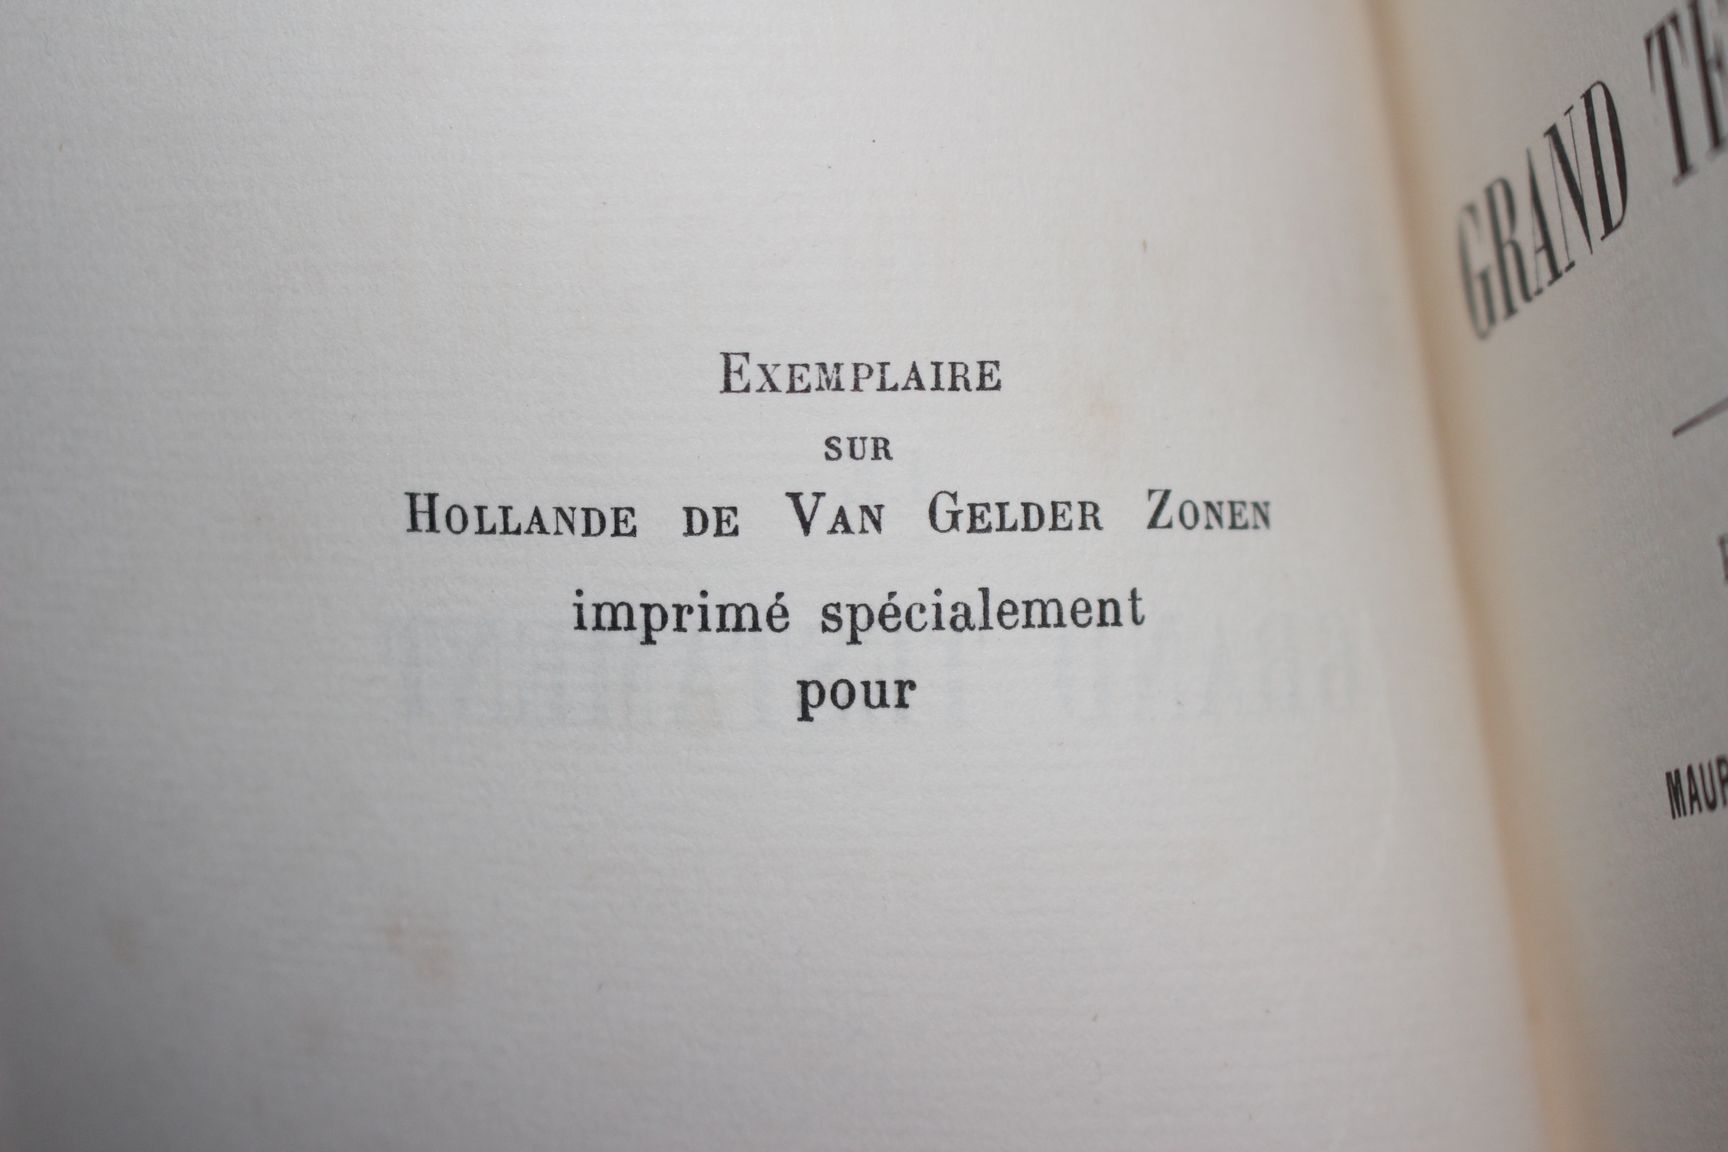 Exemplaire
sur
Hollande de Van Gelder Zonen
imprimé spécialement
pour
GRAND